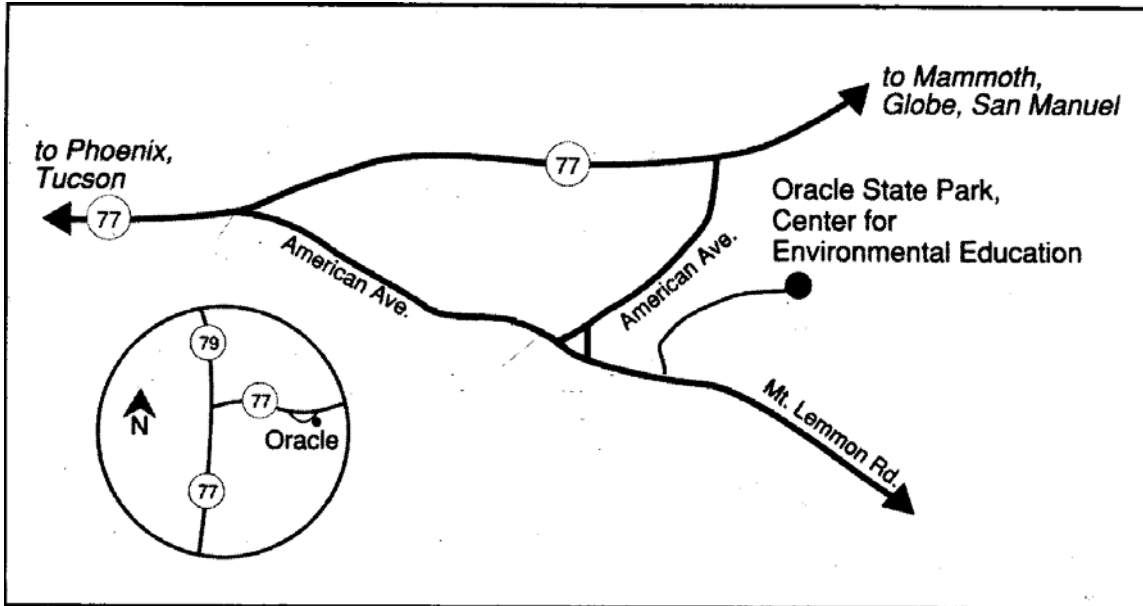 to Mammoth,
Globe, San Manuel
to Phoenix,
Tucson
77
77
Oracle State Park,
Center for
Environmental Education
American Ave.
American Ave.
Mt. Lemmon Rd.
79
77
N
Oracle
77